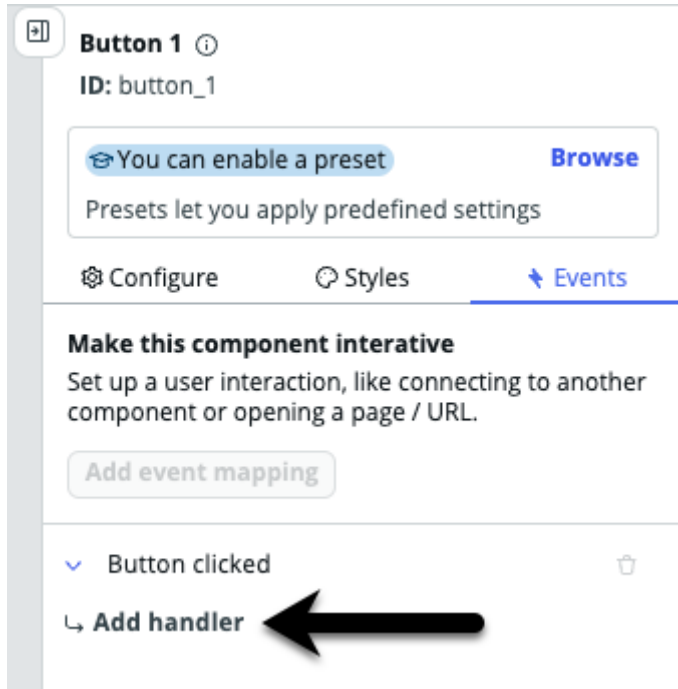 Button 1
ID: button_1
You can enable a preset Browse
Presets let you apply predefined settings
Configure Styles Events
Make this component interative
Set up a user interaction, like connecting to another
component or opening a page / URL.
Add event mapping
Button clicked
Add handler